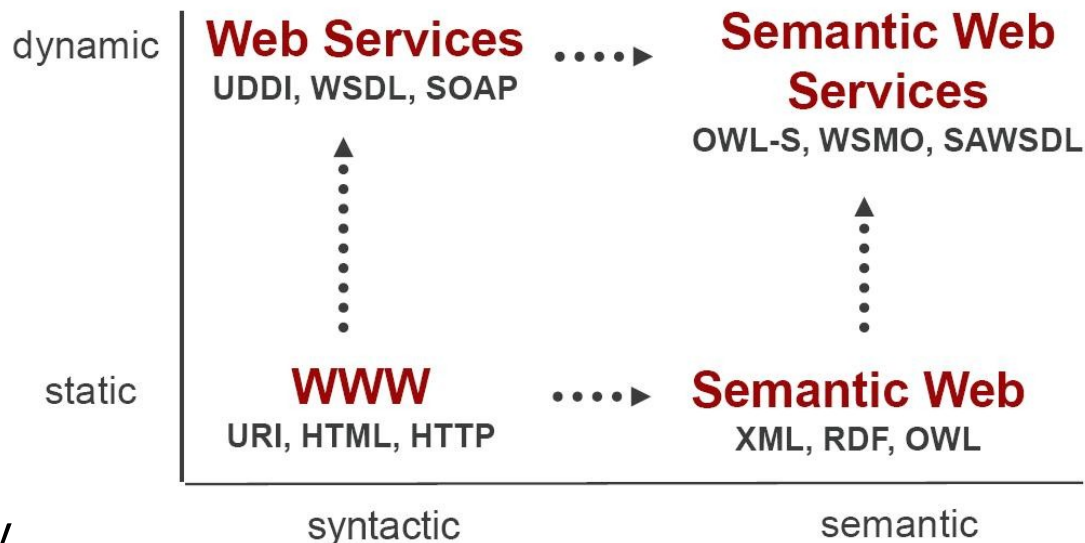 dynamic
Web Services
UDDI, WSDL, SOAP
Semantic Web
Services
OWL-S, WSMO, SAWSDL
static
WWW
URI, HTML, HTTP
Semantic Web
XML, RDF, OWL
syntactic
semantic